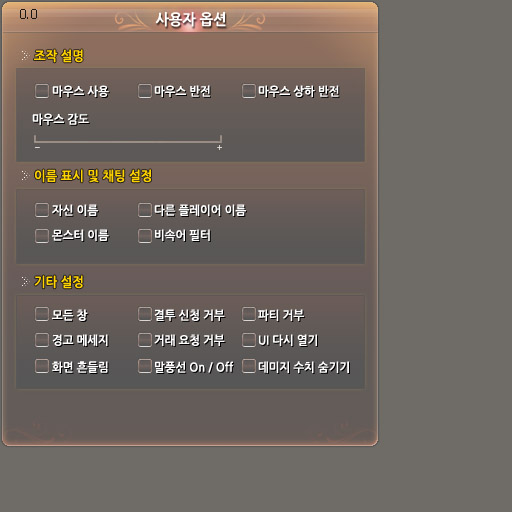 0.0
사용자 옵션
조작 설명
마우스 사용 마우스 반전 마우스 상하 반전
마우스 감도
- +
이름 표시 및 채팅 설정
자신 이름 다른 플레이어 이름
몬스터 이름 비속어 필터
기타 설정
모든 창 결투 신청 거부 파티 거부
경고 메세지 거래 요청 거부 UI 다시 열기
화면 흔들림 말풍선 On / Off 데미지 수치 숨기기